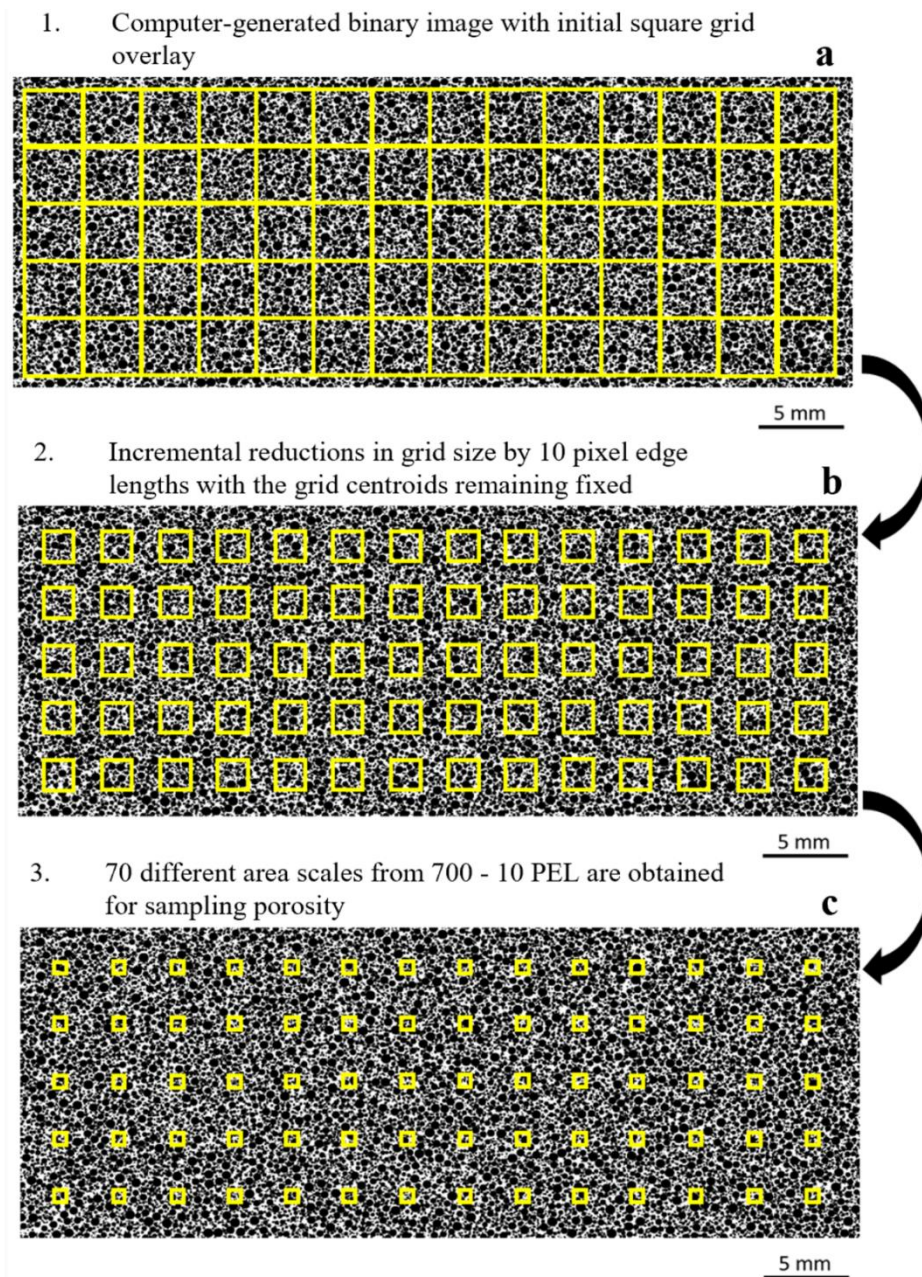 1. Computer-generated binary image with initial square grid
overlay
a
5 mm
2. Incremental reductions in grid size by 10 pixel edge
lengths with the grid centroids remaining fixed
b
5 mm
3. 70 different area scales from 700 - 10 PEL are obtained
for sampling porosity
c
5 mm